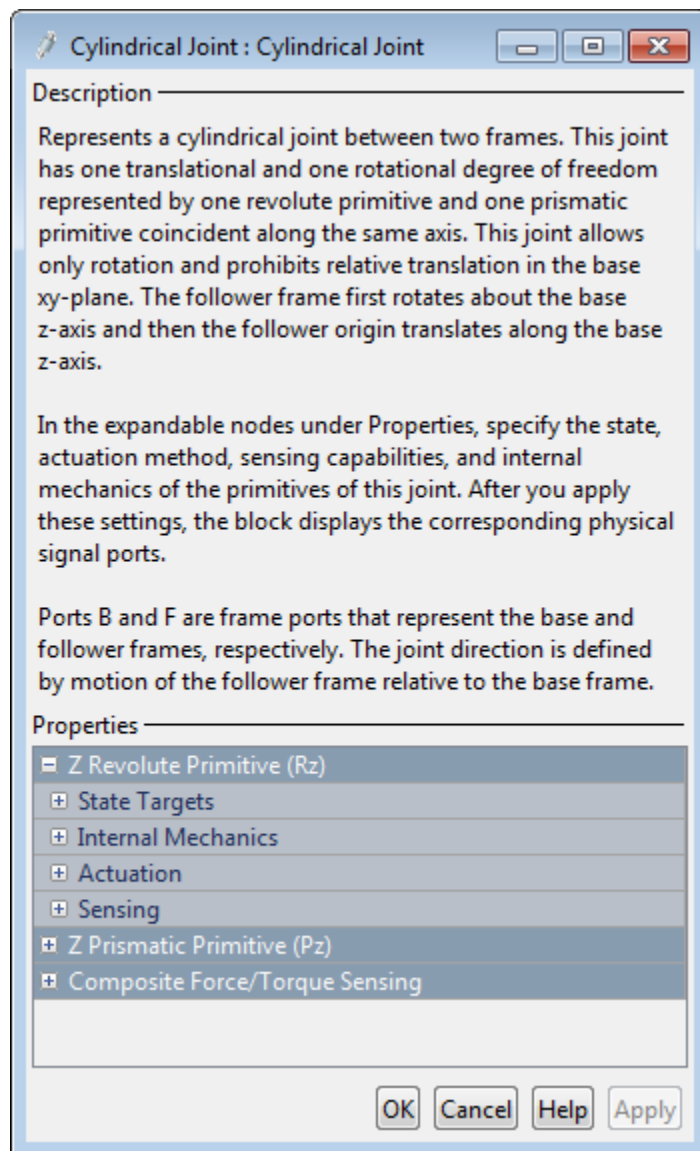 Cylindrical Joint : Cylindrical Joint
Description
Represents a cylindrical joint between two frames. This joint
has one translational and one rotational degree of freedom
represented by one revolute primitive and one prismatic
primitive coincident along the same axis. This joint allows
only rotation and prohibits relative translation in the base
xy-plane. The follower frame first rotates about the base
z-axis and then the follower origin translates along the base
z-axis.
In the expandable nodes under Properties, specify the state,
actuation method, sensing capabilities, and internal
mechanics of the primitives of this joint. After you apply
these settings, the block displays the corresponding physical
signal ports.
Ports B and F are frame ports that represent the base and
follower frames, respectively. The joint direction is defined
by motion of the follower frame relative to the base frame.
Properties
Z Revolute Primitive (Rz)
State Targets
Internal Mechanics
Actuation
Sensing
Z Prismatic Primitive (Pz)
Composite Force/Torque Sensing
OK Cancel Help Apply